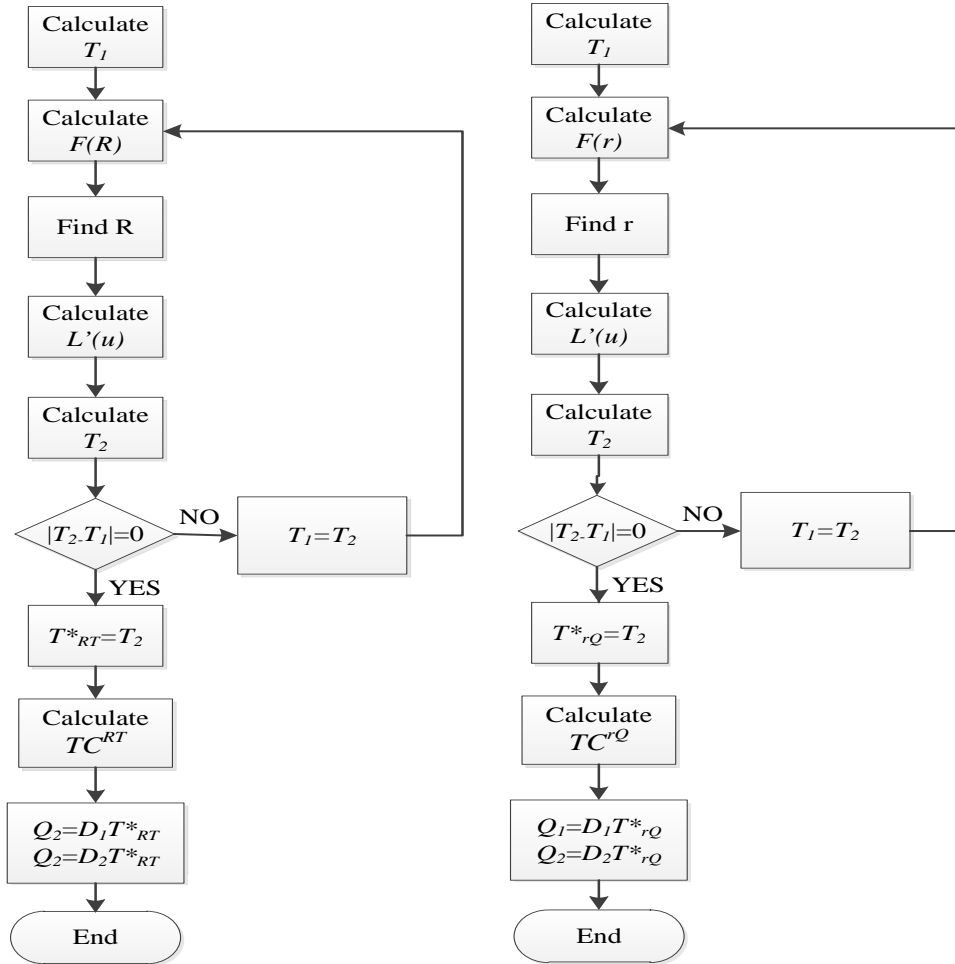 Calculate
T₁
Calculate
F(R)
Find R
Calculate
L’(u)
Calculate
T₂
|T₂-T₁|=0
NO
T₁=T₂
YES
T*RT=T₂
Calculate
TC^RT
Q₂=D₁T*RT
Q₂=D₂T*RT
End
Calculate
T₁
Calculate
F(r)
Find r
Calculate
L’(u)
Calculate
T₂
|T₂-T₁|=0
NO
T₁=T₂
YES
T*rQ=T₂
Calculate
TC^rQ
Q₁=D₁T*rQ
Q₂=D₂T*rQ
End